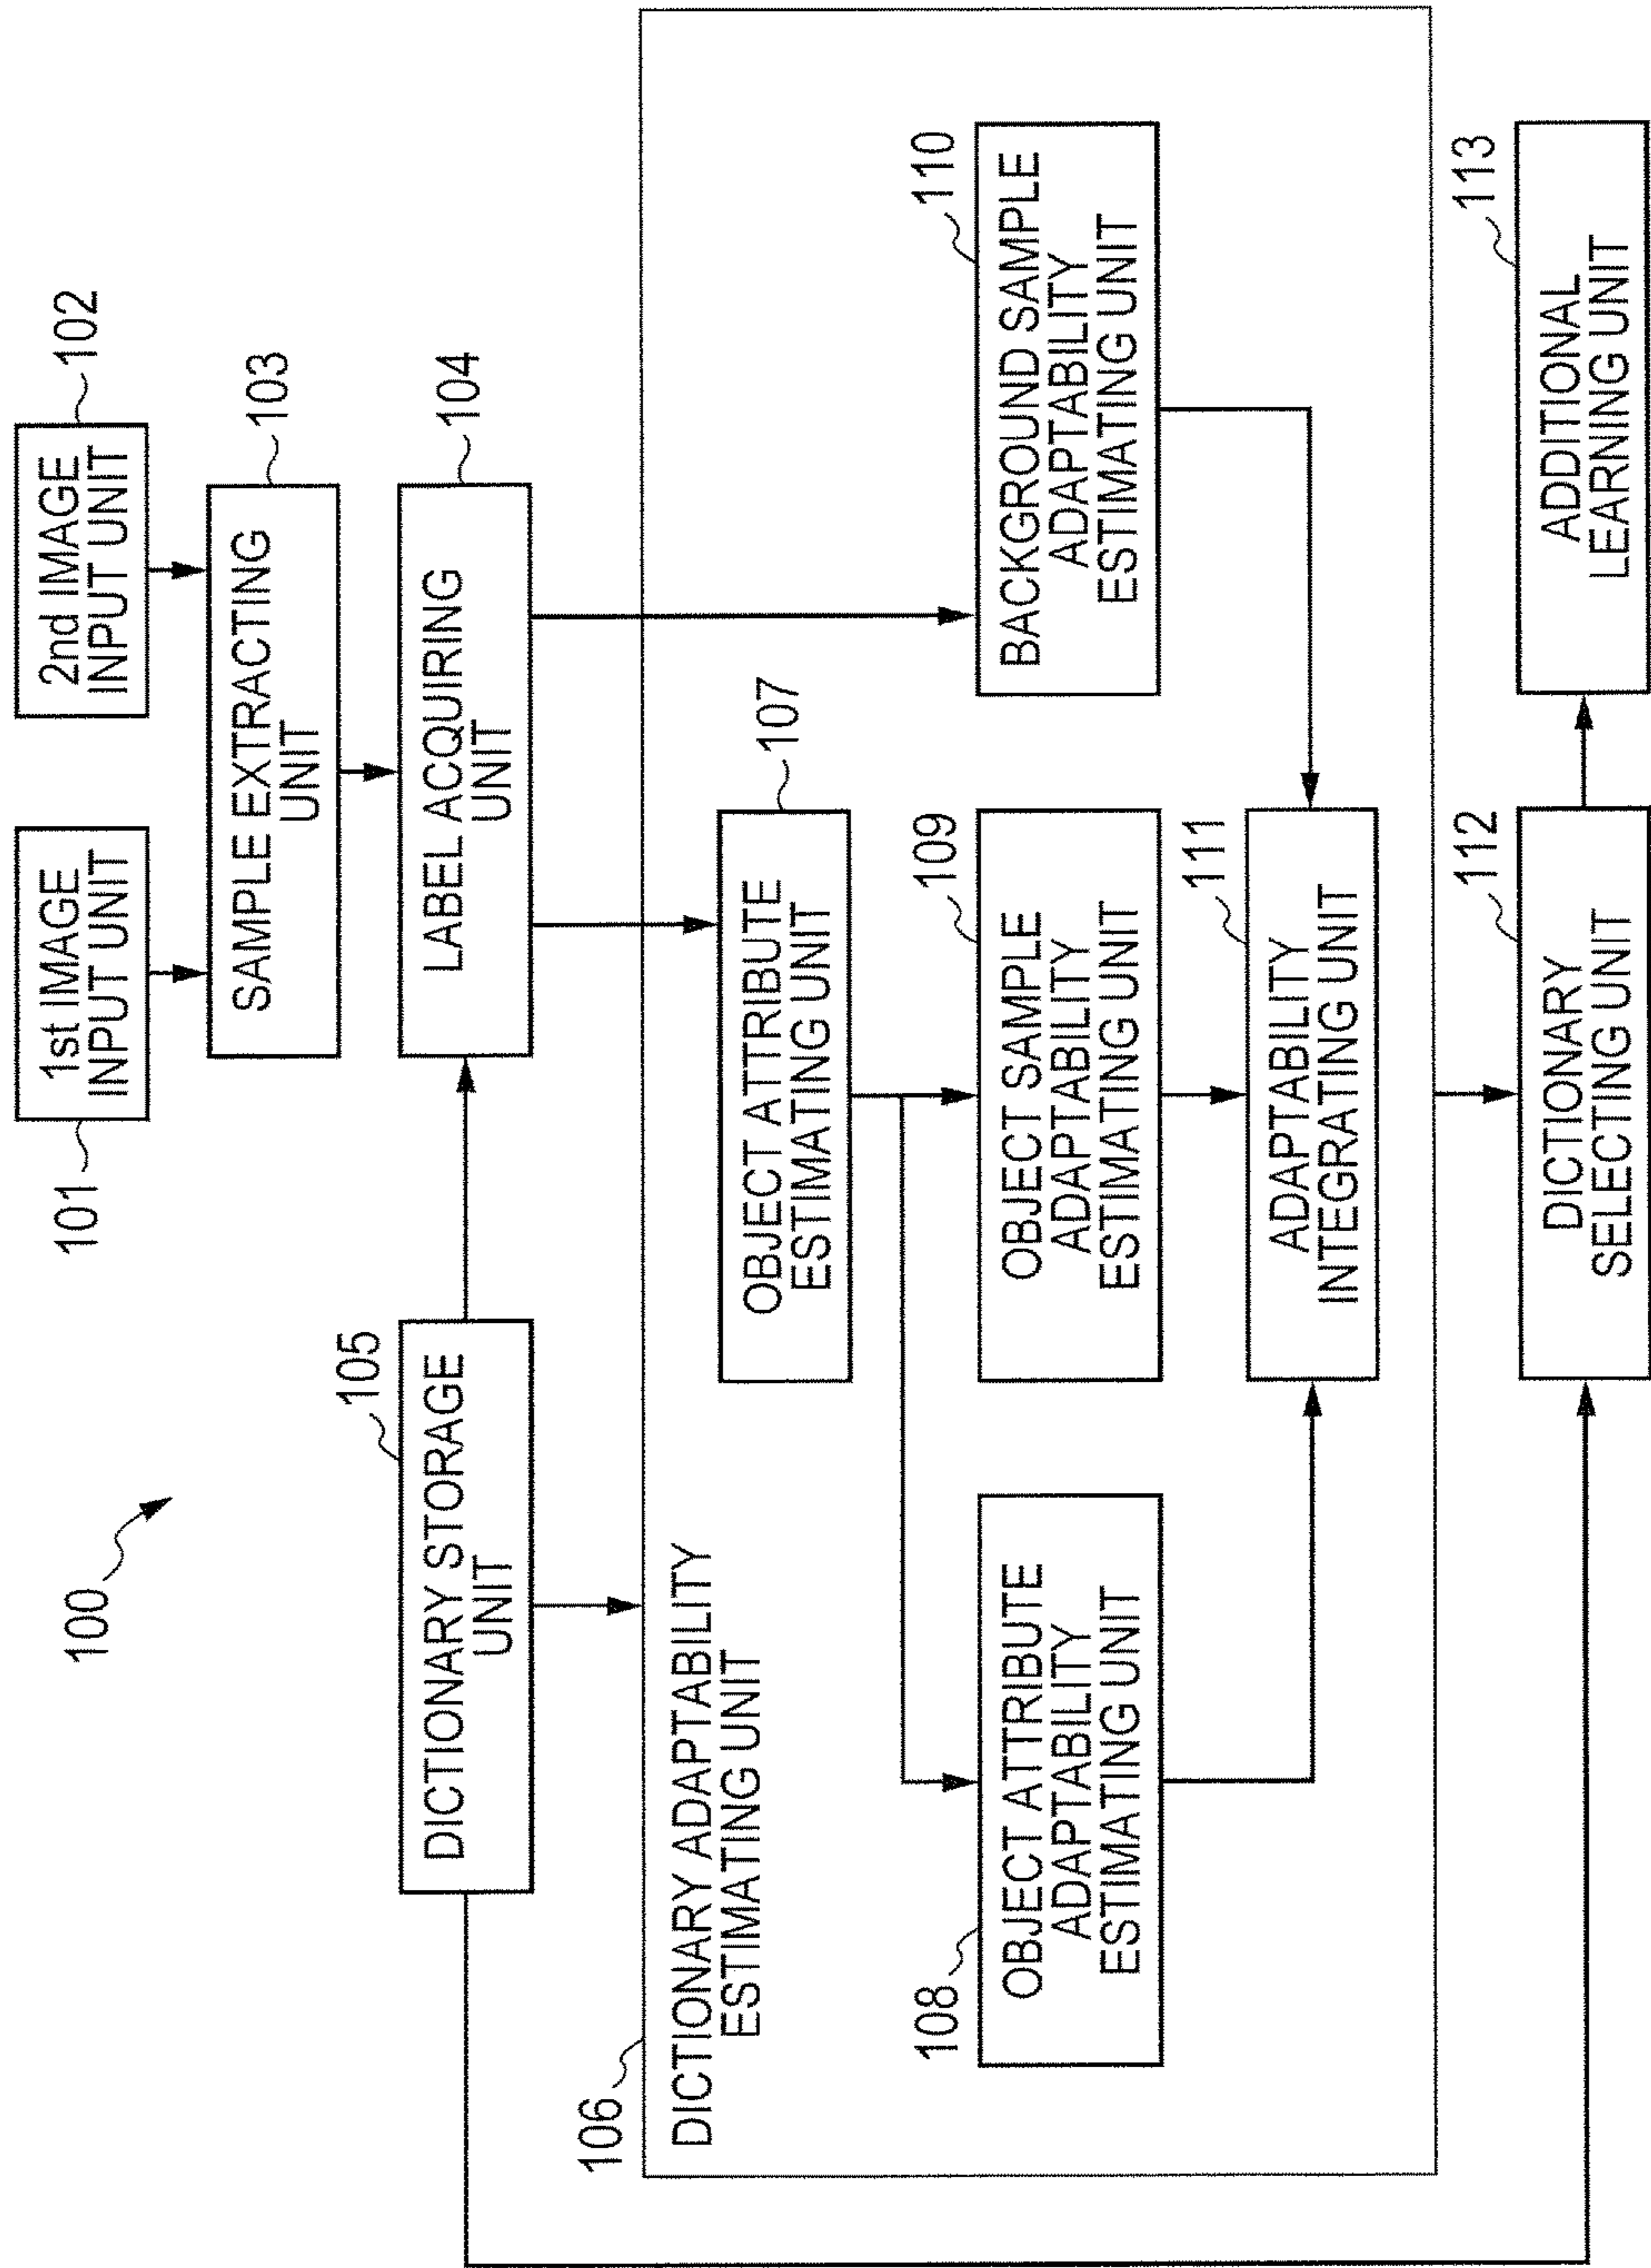 100
101
1st IMAGE
INPUT UNIT
2nd IMAGE
INPUT UNIT
102
SAMPLE EXTRACTING
UNIT
103
105
DICTIONARY STORAGE
UNIT
LABEL ACQUIRING
UNIT
104
106
DICTIONARY ADAPTABILITY
ESTIMATING UNIT
OBJECT ATTRIBUTE
ESTIMATING UNIT
107
108
OBJECT ATTRIBUTE
ADAPTABILITY
ESTIMATING UNIT
109
OBJECT SAMPLE
ADAPTABILITY
ESTIMATING UNIT
110
BACKGROUND SAMPLE
ADAPTABILITY
ESTIMATING UNIT
111
ADAPTABILITY
INTEGRATING UNIT
112
DICTIONARY
SELECTING UNIT
113
ADDITIONAL
LEARNING UNIT